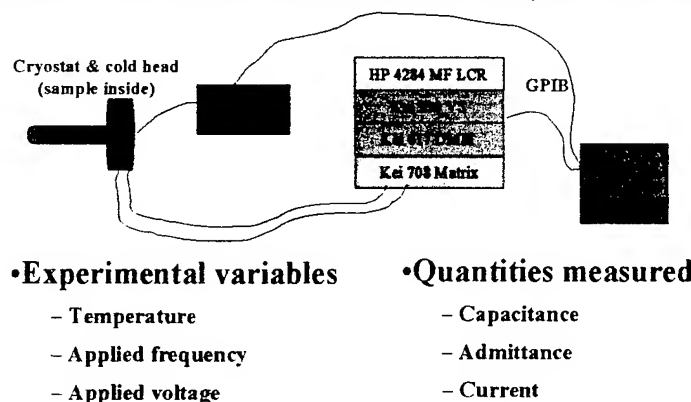 Cryostat & cold head
(sample inside)
HP 4284 MF LCR
GPIB
Kei 708 Matrix
•Experimental variables
– Temperature
– Applied frequency
– Applied voltage
•Quantities measured
– Capacitance
– Admittance
– Current